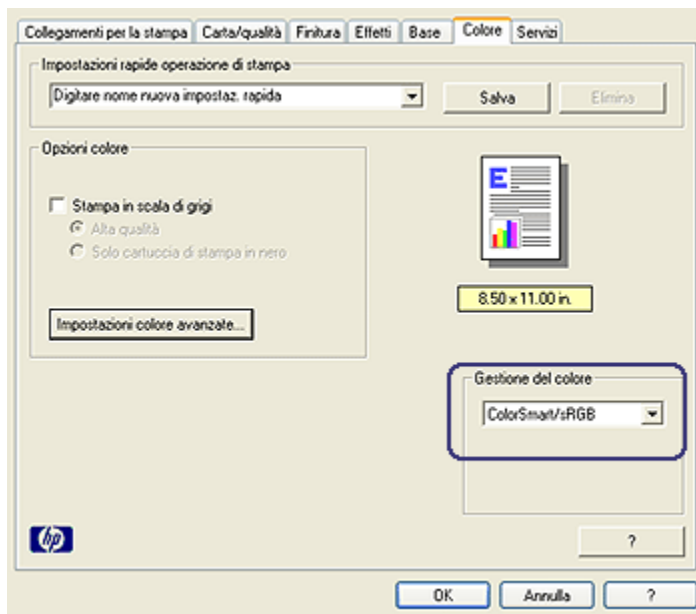 Collegamenti per la stampa Carta/qualità Finitura Effetti Base Colore Servizi
Impostazioni rapide operazione di stampa
Digitare nome nuova impostaz. rapida Salva Elimina
Opzioni colore
Stampa in scala di grigi
Alta qualità
Solo cartuccia di stampa in nero
Impostazioni colore avanzate...
E
8.50 x 11.00 in.
Gestione del colore
ColorSmart/sRGB
hp
?
OK Annulla ?